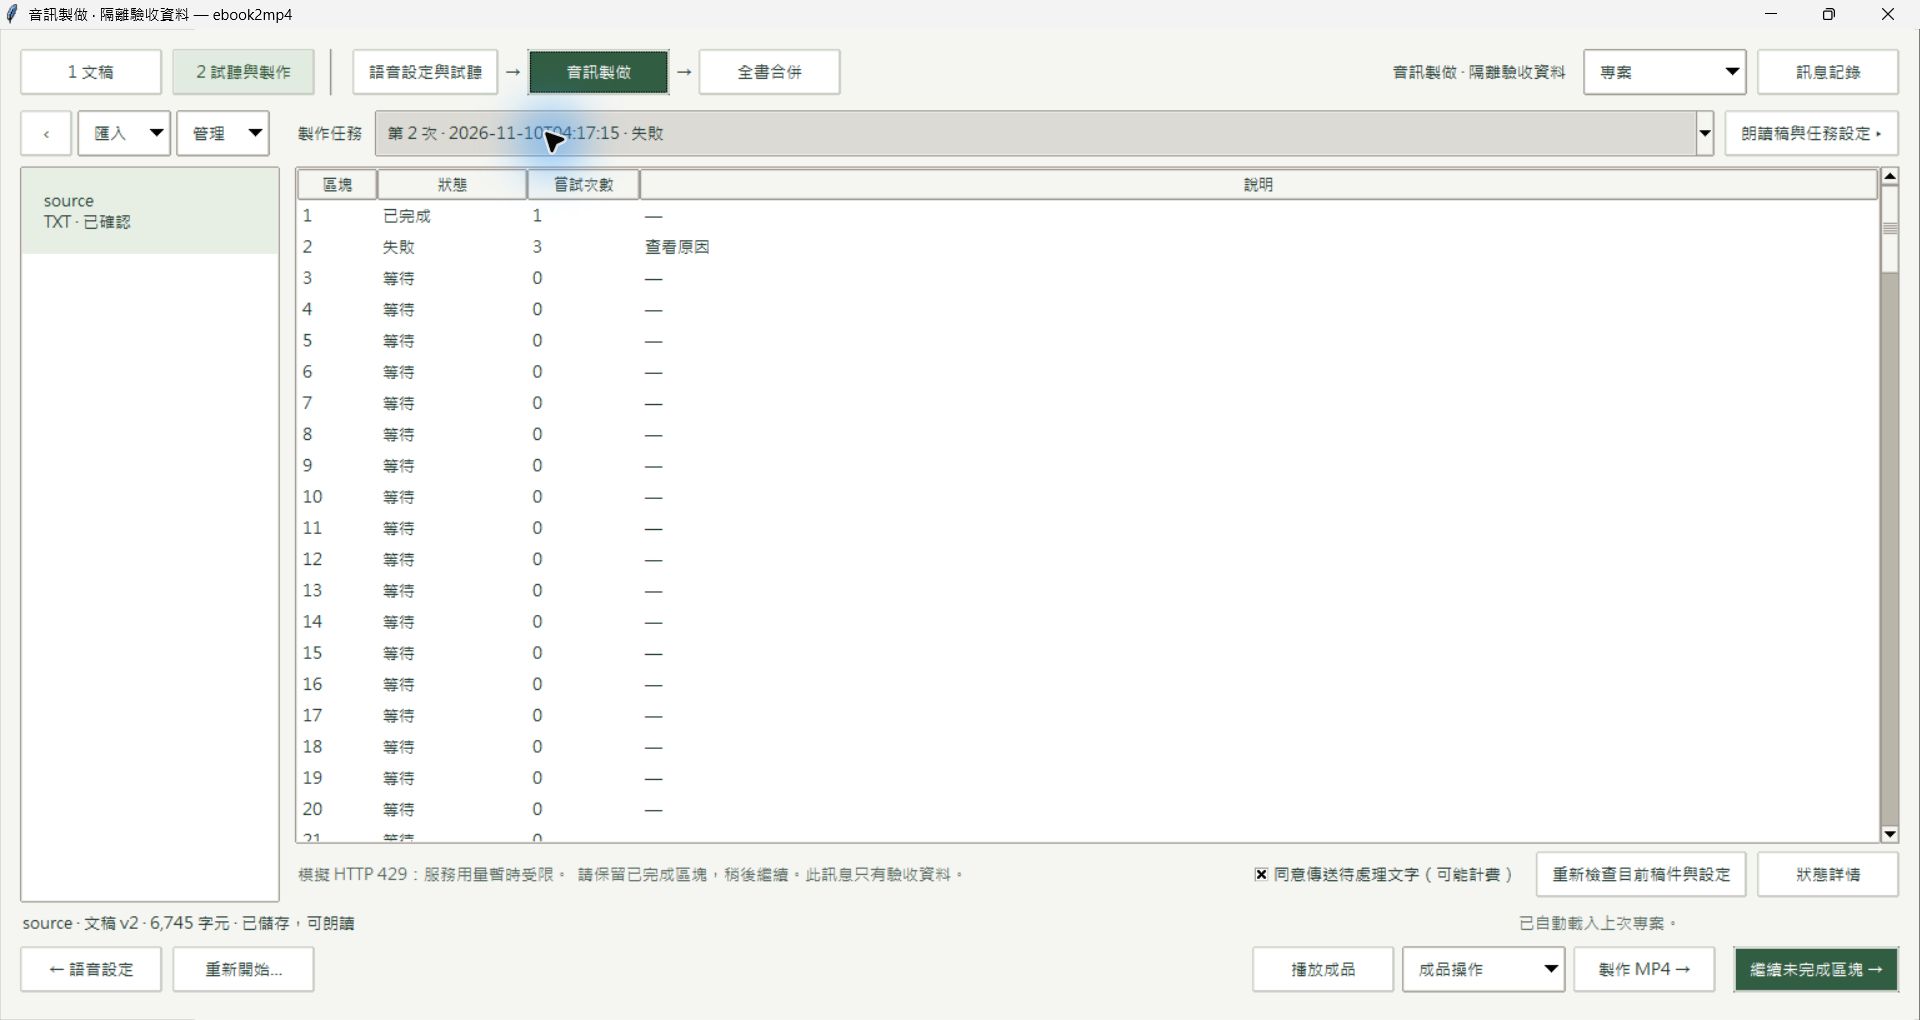 音訊製做 · 隔離驗收資料 — ebook2mp4
1 文稿
2 試聽與製作
語音設定與試聽
→
音訊製做
→
全書合併
音訊製做 · 隔離驗收資料
專案
訊息記錄
‹
匯入
管理
製作任務
第 2 次 · 2026-11-10T04:17:15 · 失敗
朗讀稿與任務設定 ▸
source
TXT · 已確認
區塊 狀態 嘗試次數 說明
1 已完成 1 —
2 失敗 3 查看原因
3 等待 0 —
4 等待 0 —
5 等待 0 —
6 等待 0 —
7 等待 0 —
8 等待 0 —
9 等待 0 —
10 等待 0 —
11 等待 0 —
12 等待 0 —
13 等待 0 —
14 等待 0 —
15 等待 0 —
16 等待 0 —
17 等待 0 —
18 等待 0 —
19 等待 0 —
20 等待 0 —
21 等待 0
模擬 HTTP 429：服務用量暫時受限。 請保留已完成區塊，稍後繼續。此訊息只有驗收資料。
同意傳送待處理文字（可能計費）
重新檢查目前稿件與設定
狀態詳情
source · 文稿 v2 · 6,745 字元 · 已儲存，可朗讀
已自動載入上次專案。
← 語音設定
重新開始...
播放成品
成品操作
製作 MP4 →
繼續未完成區塊 →